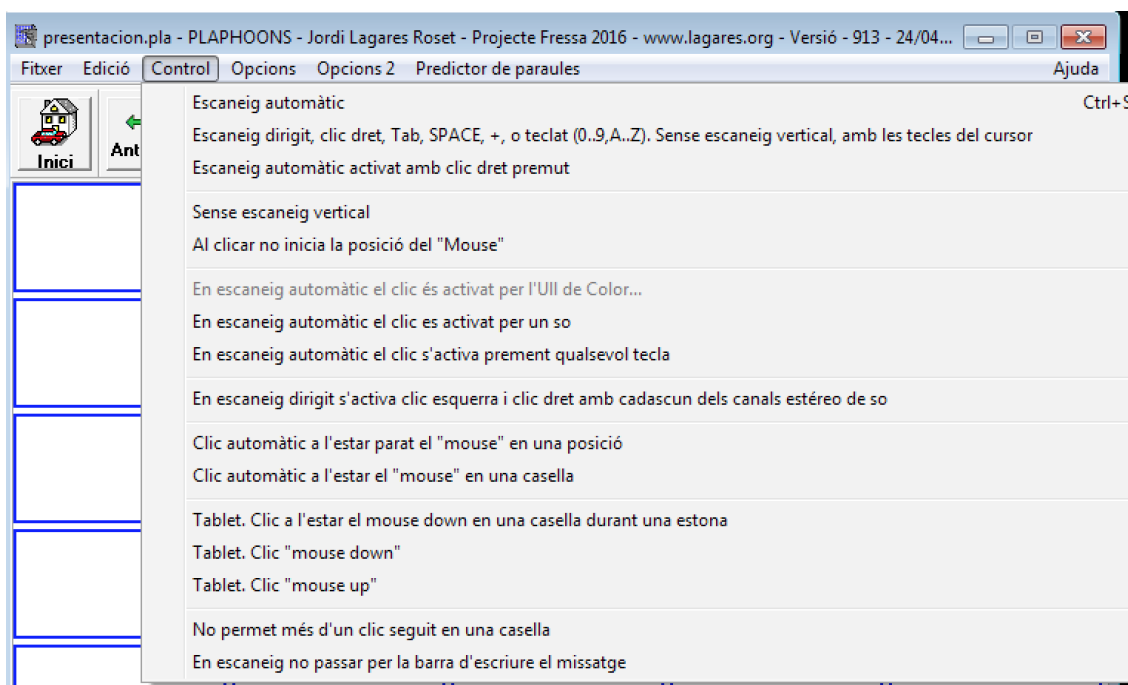 presentacion.pla - PLAPHOONS - Jordi Lagares Roset - Projecte Fressa 2016 - www.lagares.org - Versió - 913 - 24/04...
Fitxer Edició Control Opcions Opcions 2 Predictor de paraules Ajuda
Inici
Ant
Escaneig automàtic Ctrl+S
Escaneig dirigit, clic dret, Tab, SPACE, +, o teclat (0..9,A..Z). Sense escaneig vertical, amb les tecles del cursor
Escaneig automàtic activat amb clic dret premut
Sense escaneig vertical
Al clicar no inicia la posició del "Mouse"
En escaneig automàtic el clic és activat per l'Ull de Color...
En escaneig automàtic el clic es activat per un so
En escaneig automàtic el clic s'activa prement qualsevol tecla
En escaneig dirigit s'activa clic esquerra i clic dret amb cadascun dels canals estéreo de so
Clic automàtic a l'estar parat el "mouse" en una posició
Clic automàtic a l'estar el "mouse" en una casella
Tablet. Clic a l'estar el mouse down en una casella durant una estona
Tablet. Clic "mouse down"
Tablet. Clic "mouse up"
No permet més d'un clic seguit en una casella
En escaneig no passar per la barra d'escriure el missatge